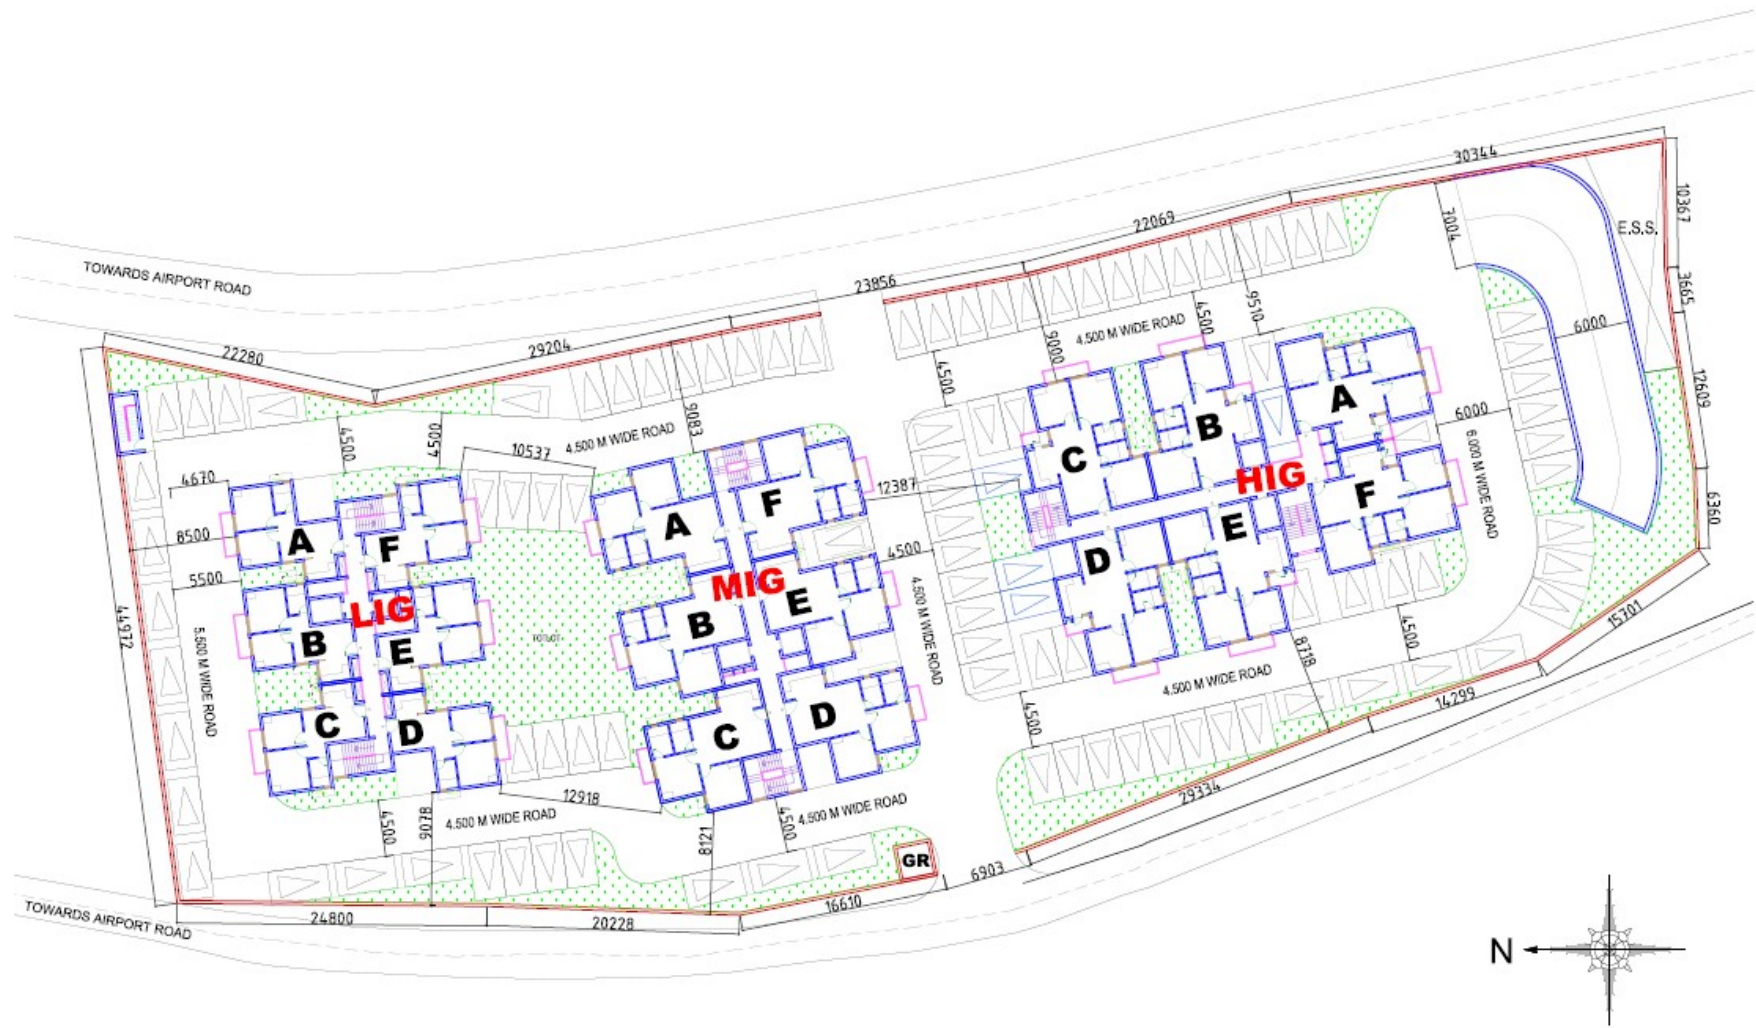 30344
10367
22069
7004
E.S.S.
TOWARDS AIRPORT ROAD
23856
3665
4500
9510
6000
9000
4.500 M WIDE ROAD
22280
29204
4500
12609
A
6000
9083
4500
4500
4.500 M WIDE ROAD
B
10537
F
C
6.000 M WIDE ROAD
4670
HIG
12387
F
6360
A
E
8500
A
F
4500
D
5500
MIG
4.500 M WIDE ROAD
E
LIG
B
44972
5.500 M WIDE ROAD
B
E
TOTLOT
15701
4500
8718
4.500 M WIDE ROAD
C
D
D
C
4500
14299
29334
12918
4500
9078
4.500 M WIDE ROAD
8121
4500
4.500 M WIDE ROAD
GR
6903
16610
TOWARDS AIRPORT ROAD
24800
20228
N